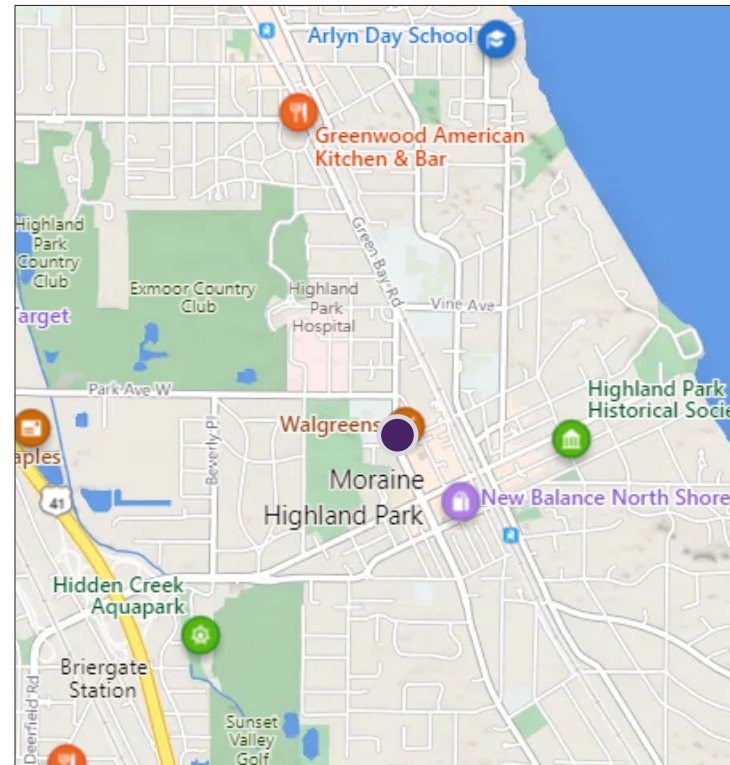 Arlyn Day School
Greenwood American
Kitchen & Bar
Green Bay Rd
Highland
Park
Country
Club
Exmoor Country
Club
Highland
Park
Hospital
Vine Ave
arget
Park Ave W
Highland Park
Historical Socie
Walgreens
Beverly Pl
aples
41
Moraine
Highland Park
New Balance North Shore
Hidden Creek
Aquapark
Briergate
Station
Deerfield Rd
Sunset
Valley
Golf